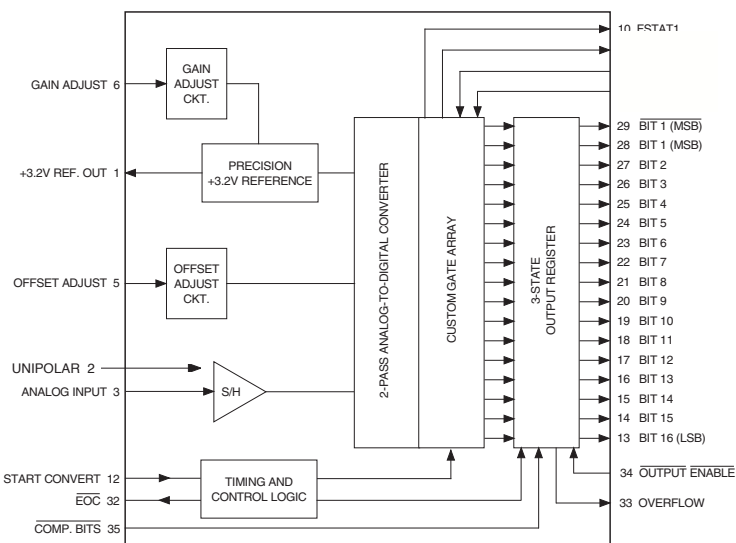 10 FSTAT1
GAIN ADJUST 6
GAIN
ADJUST
CKT.
+3.2V REF. OUT 1
PRECISION
+3.2V REFERENCE
OFFSET ADJUST 5
OFFSET
ADJUST
CKT.
UNIPOLAR 2
ANALOG INPUT 3
S/H
START CONVERT 12
EOC 32
COMP. BITS 35
TIMING AND
CONTROL LOGIC
2-PASS ANALOG-TO-DIGITAL CONVERTER
CUSTOM GATE ARRAY
3-STATE
OUTPUT REGISTER
29 BIT 1 (MSB)
28 BIT 1 (MSB)
27 BIT 2
26 BIT 3
25 BIT 4
24 BIT 5
23 BIT 6
22 BIT 7
21 BIT 8
20 BIT 9
19 BIT 10
18 BIT 11
17 BIT 12
16 BIT 13
15 BIT 14
14 BIT 15
13 BIT 16 (LSB)
34 OUTPUT ENABLE
33 OVERFLOW